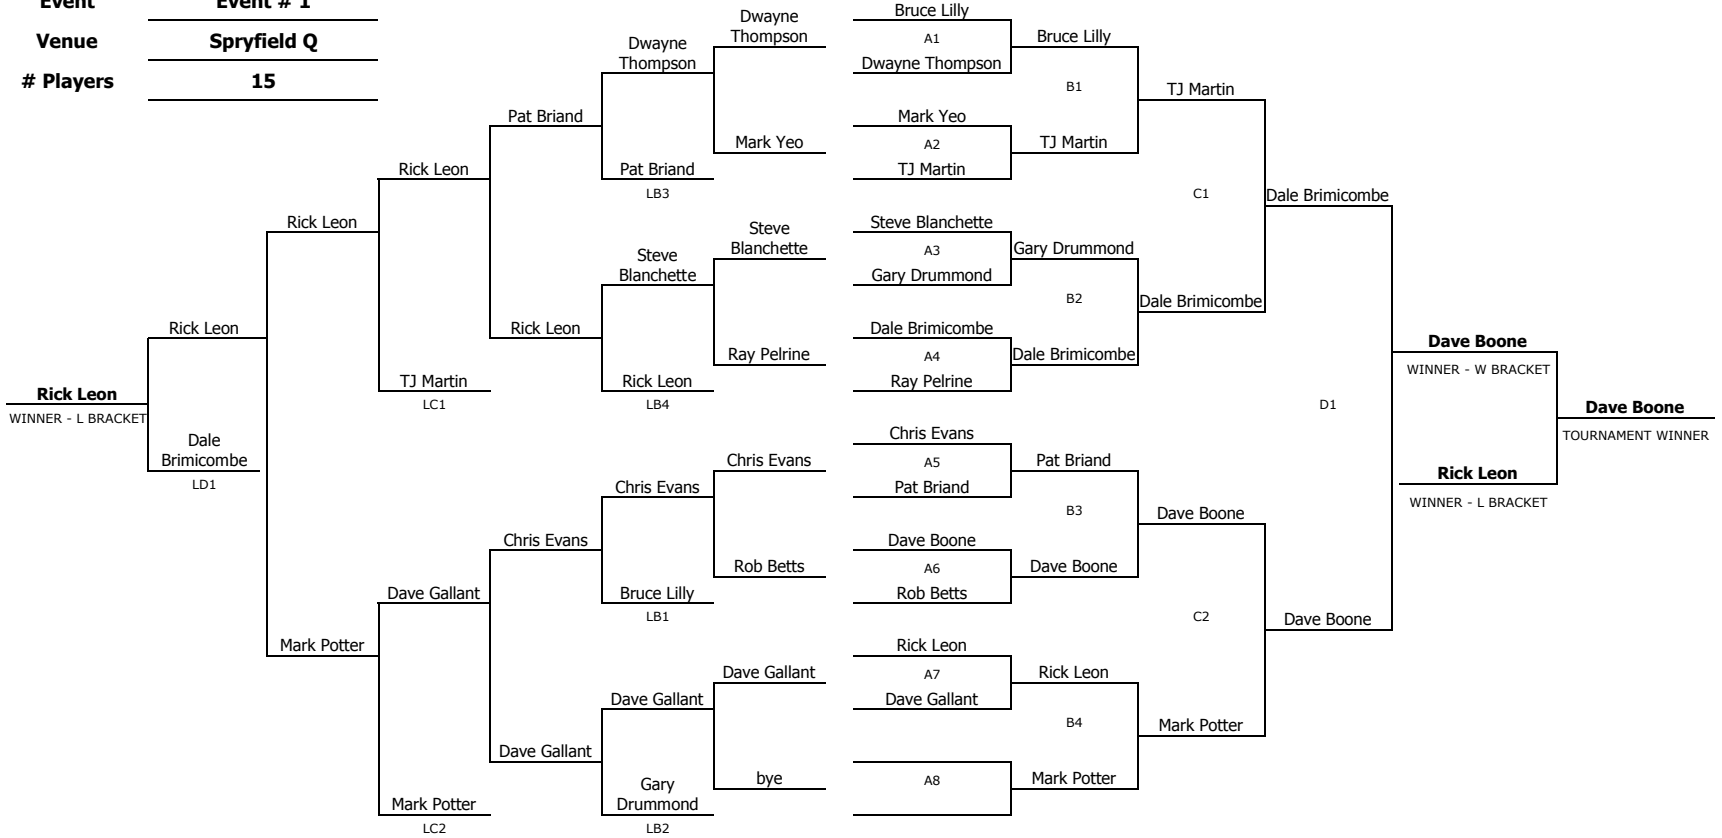 Event Event # 1
Venue Spryfield Q
# Players 15
Bruce Lilly
Dwayne
Thompson
A1
Bruce Lilly
Dwayne
Thompson
Dwayne Thompson
B1
TJ Martin
Pat Briand
Mark Yeo
Mark Yeo
A2
TJ Martin
Rick Leon
Pat Briand
TJ Martin
LB3
C1
Dale Brimicombe
Rick Leon
Steve
Blanchette
Steve Blanchette
Steve
Blanchette
A3
Gary Drummond
Gary Drummond
B2
Dale Brimicombe
Rick Leon
Rick Leon
Dale Brimicombe
Ray Pelrine
A4
Dale Brimicombe
Dave Boone
WINNER - W BRACKET
TJ Martin
Rick Leon
Ray Pelrine
Rick Leon
WINNER - L BRACKET
LC1
LB4
D1
Dave Boone
TOURNAMENT WINNER
Dale
Brimicombe
LD1
Chris Evans
Chris Evans
A5
Pat Briand
Chris Evans
Pat Briand
Rick Leon
WINNER - L BRACKET
B3
Dave Boone
Chris Evans
Dave Boone
Rob Betts
A6
Dave Boone
Dave Gallant
Bruce Lilly
Rob Betts
LB1
C2
Dave Boone
Mark Potter
Rick Leon
Dave Gallant
A7
Rick Leon
Dave Gallant
Dave Gallant
B4
Mark Potter
Dave Gallant
bye
A8
Mark Potter
Mark Potter
Gary
Drummond
LC2
LB2